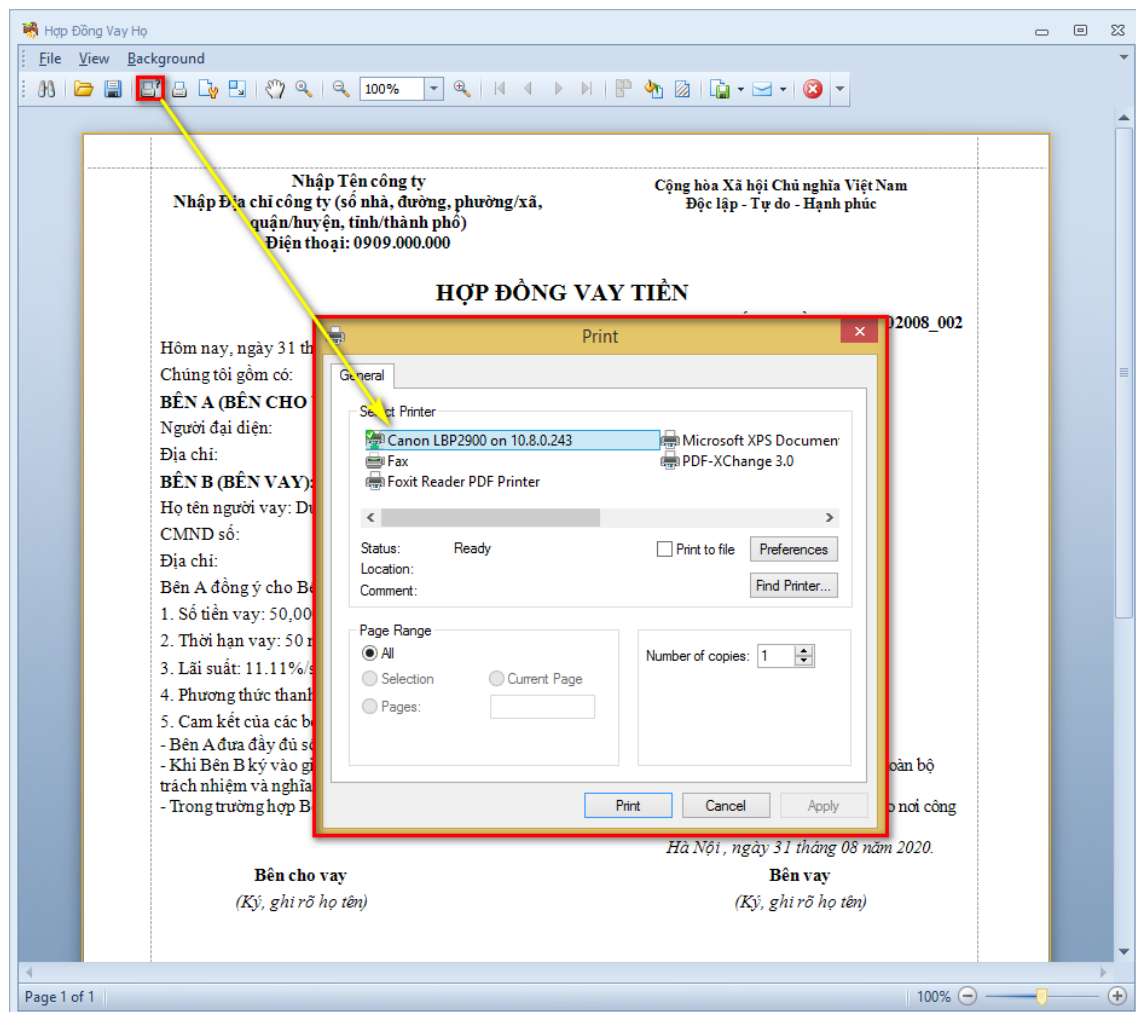 Hợp Đồng Vay Họ
File View Background
100%
Nhập Tên công ty
Nhập Địa chỉ công ty (số nhà, đường, phường/xã,
quận/huyện, tỉnh/thành phố)
Điện thoại: 0909.000.000
Cộng hòa Xã hội Chủ nghĩa Việt Nam
Độc lập - Tự do - Hạnh phúc
HỢP ĐỒNG VAY TIỀN
02008_002
Hôm nay, ngày 31
Chúng tôi gồm có:
BÊN A (BÊN CHO
Người đại diện:
Địa chỉ:
BÊN B (BÊN VAY):
Họ tên người vay:
CMND số:
Địa chỉ:
Bên A đồng ý cho
1. Số tiền vay: 50,00
2. Thời hạn vay: 50
3. Lãi suất: 11.11%/
4. Phương thức
5. Cam kết của các
- Bên A đưa đầy đủ
- Khi Bên B ký vào
trách nhiệm và nghĩa
- Trong trường hợp
Print
General
Select Printer
Canon LBP2900 on 10.8.0.243
Microsoft XPS Documen
Fax
PDF-XChange 3.0
Foxit Reader PDF Printer
Status: Ready
Print to file
Preferences
Location:
Comment:
Find Printer...
Page Range
All
Selection
Current Page
Pages:
Number of copies: 1
Print
Cancel
Apply
bộ
nơi công
Hà Nội , ngày 31 tháng 08 năm 2020.
Bên cho vay
Bên vay
(Ký, ghi rõ họ tên)
(Ký, ghi rõ họ tên)
Page 1 of 1
100%